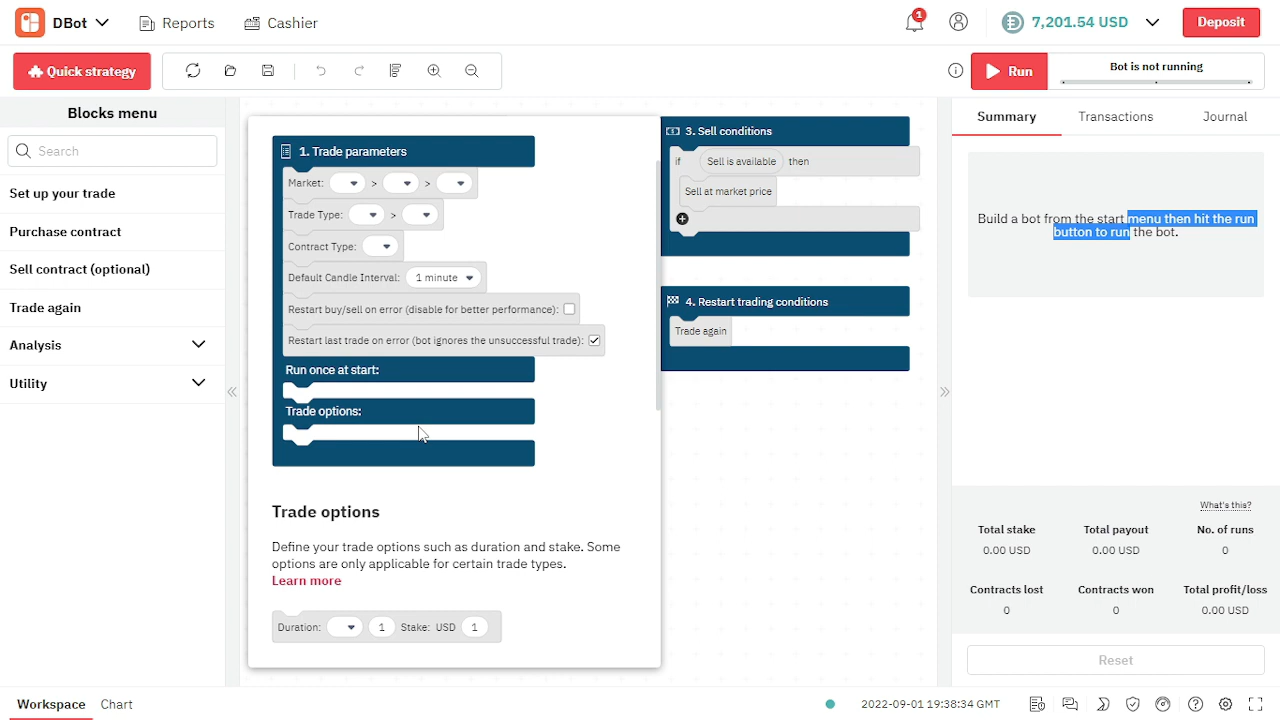 DBot Reports Cashier 1 7,201.54 USD Deposit
Quick strategy Run Bot is not running
Blocks menu
Search
Set up your trade
Purchase contract
Sell contract (optional)
Trade again
Analysis
Utility
1. Trade parameters
Market: > >
Trade Type: >
Contract Type:
Default Candle Interval: 1 minute
Restart buy/sell on error (disable for better performance):
Restart last trade on error (bot ignores the unsuccessful trade):
Run once at start:
Trade options:
Trade options
Define your trade options such as duration and stake. Some
options are only applicable for certain trade types.
Learn more
Duration: 1 Stake: USD 1
3. Sell conditions
if Sell is available then
Sell at market price
4. Restart trading conditions
Trade again
Summary Transactions Journal
Build a bot from the start menu then hit the run
button to run the bot.
What's this?
Total stake Total payout No. of runs
0.00 USD 0.00 USD 0
Contracts lost Contracts won Total profit/loss
0 0 0.00 USD
Reset
Workspace Chart 2022-09-01 19:38:34 GMT